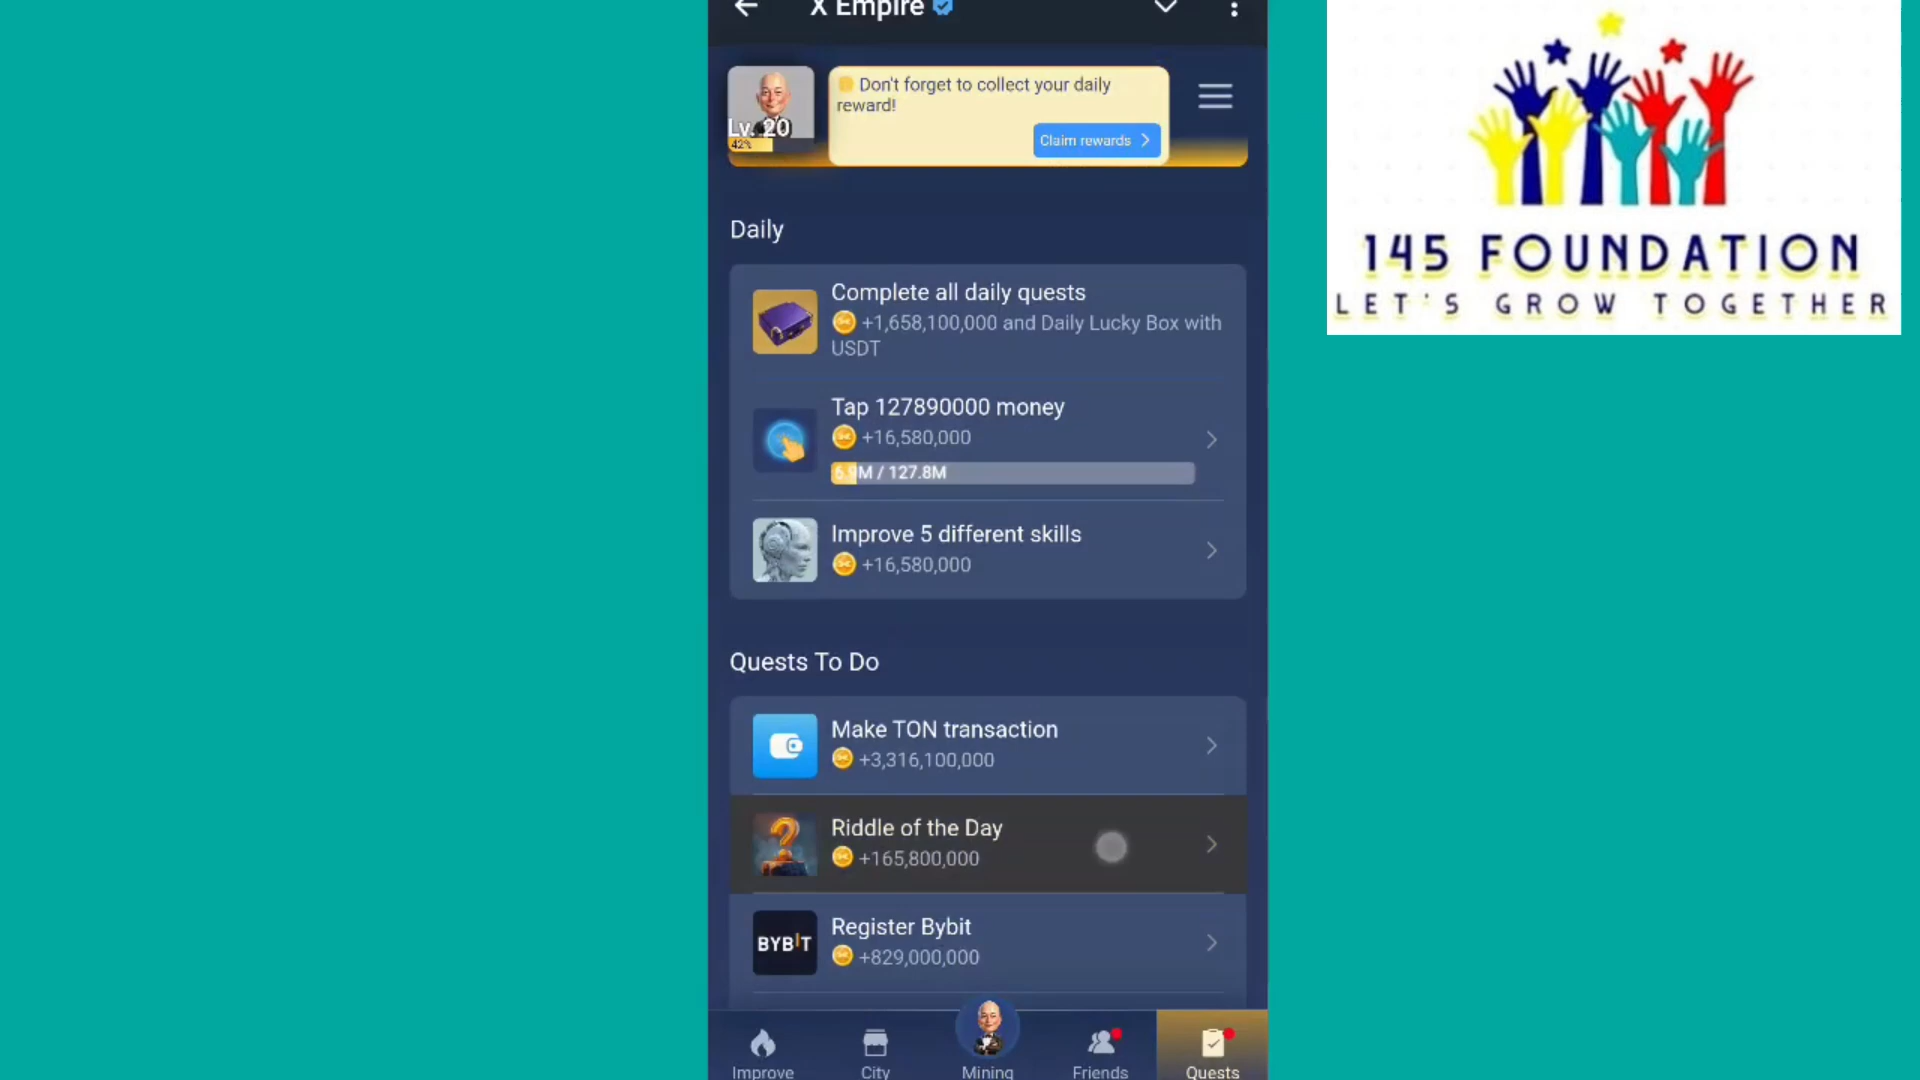 X Empire
Don't forget to collect your daily
reward!
Claim rewards
Lv. 20
42%
Daily
Complete all daily quests
+1,658,100,000 and Daily Lucky Box with
USDT
Tap 127890000 money
+16,580,000
6.9M / 127.8M
Improve 5 different skills
+16,580,000
Quests To Do
Make TON transaction
+3,316,100,000
Riddle of the Day
+165,800,000
BYBIT
Register Bybit
+829,000,000
Improve
City
Mining
Friends
Quests
145 FOUNDATION
LET'S GROW TOGETHER